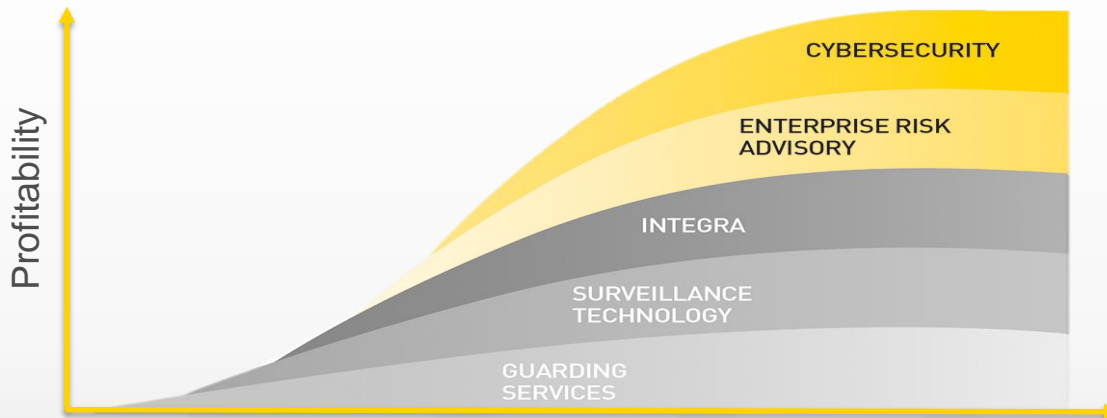 Profitability
CYBERSECURITY
ENTERPRISE RISK
ADVISORY
INTEGRA
SURVEILLANCE
TECHNOLOGY
GUARDING
SERVICES